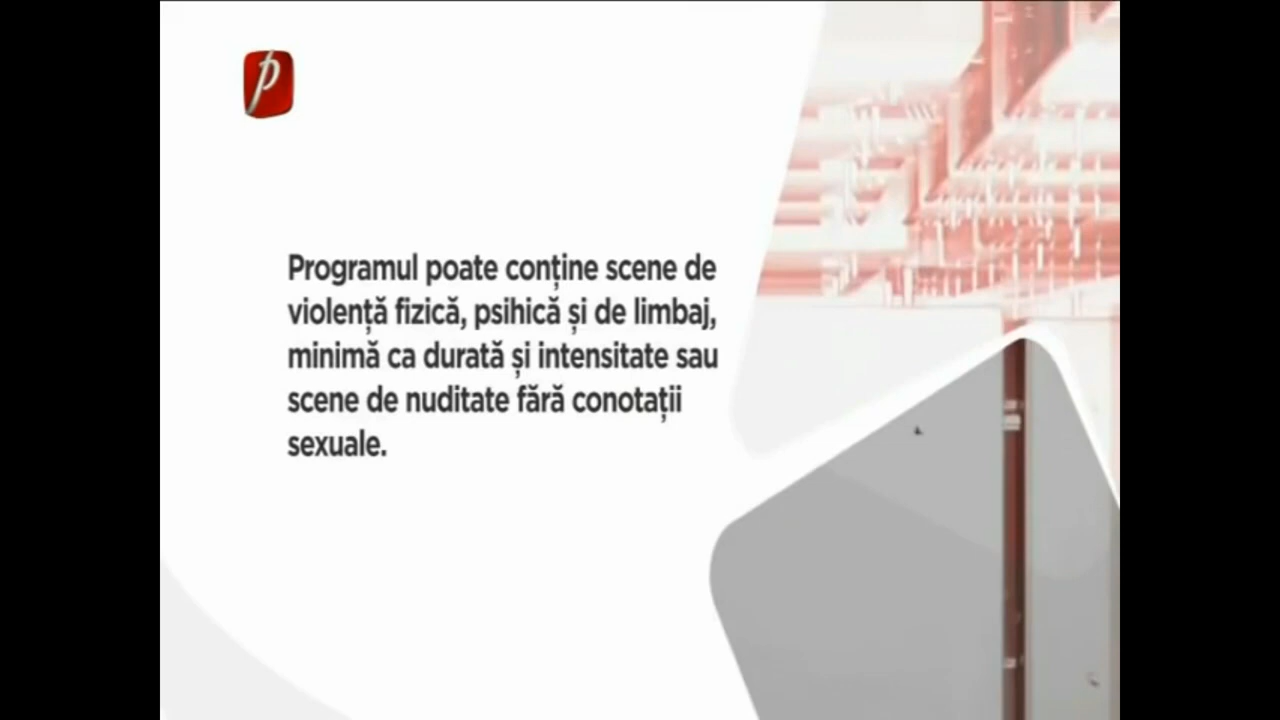 p
Programul poate conține scene de
violență fizică, psihică și de limbaj,
minimă ca durată și intensitate sau
scene de nuditate fără conotații
sexuale.